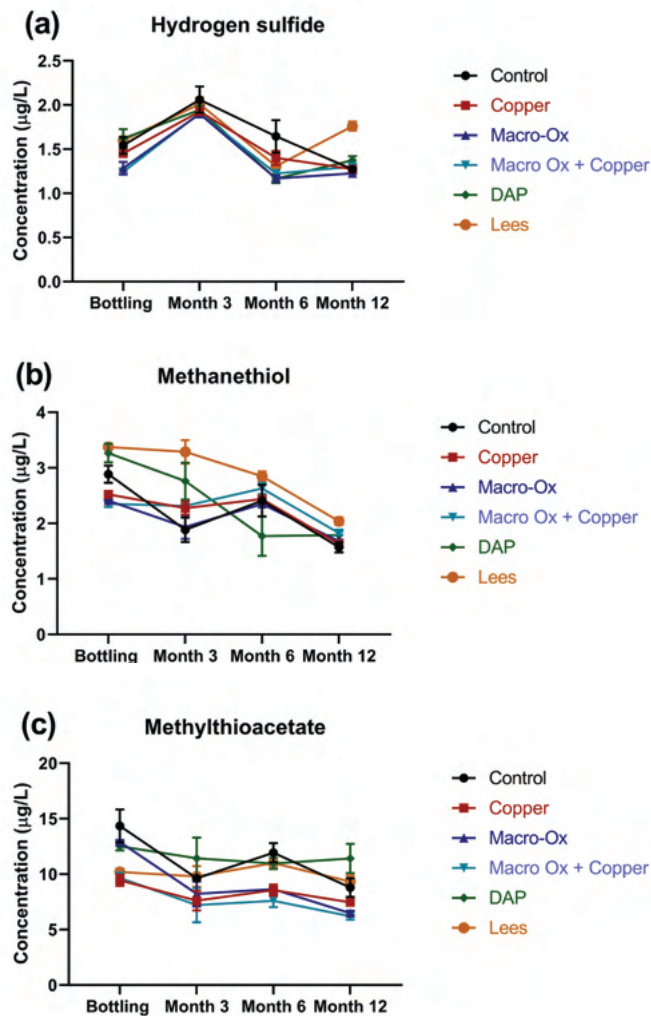 (a)
Hydrogen sulfide
Concentration (µg/L)
2.5
2.0
1.5
1.0
0.5
0.0
Bottling Month 3 Month 6 Month 12
Control
Copper
Macro-Ox
Macro Ox + Copper
DAP
Lees
(b)
Methanethiol
Concentration (µg/L)
4
3
2
1
0
Bottling Month 3 Month 6 Month 12
Control
Copper
Macro-Ox
Macro Ox + Copper
DAP
Lees
(c)
Methylthioacetate
Concentration (µg/L)
20
15
10
5
0
Bottling Month 3 Month 6 Month 12
Control
Copper
Macro-Ox
Macro Ox + Copper
DAP
Lees